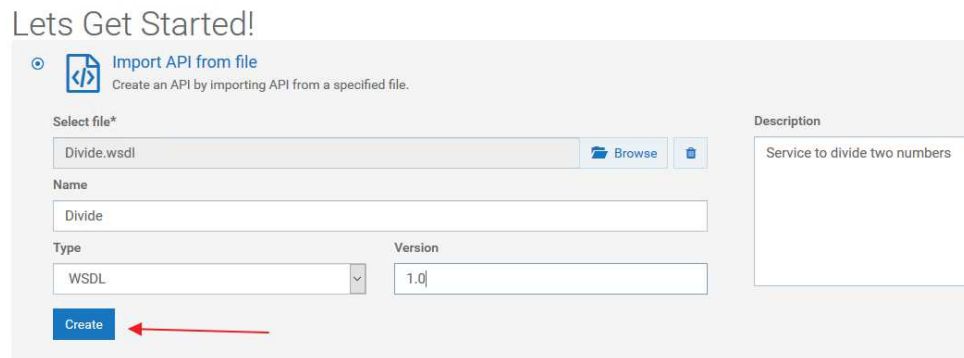 Lets Get Started!
Import API from file
Create an API by importing API from a specified file.
Select file*
Divide.wsdl
Browse
Name
Divide
Type
Version
WSDL
1.0
Create
Description
Service to divide two numbers